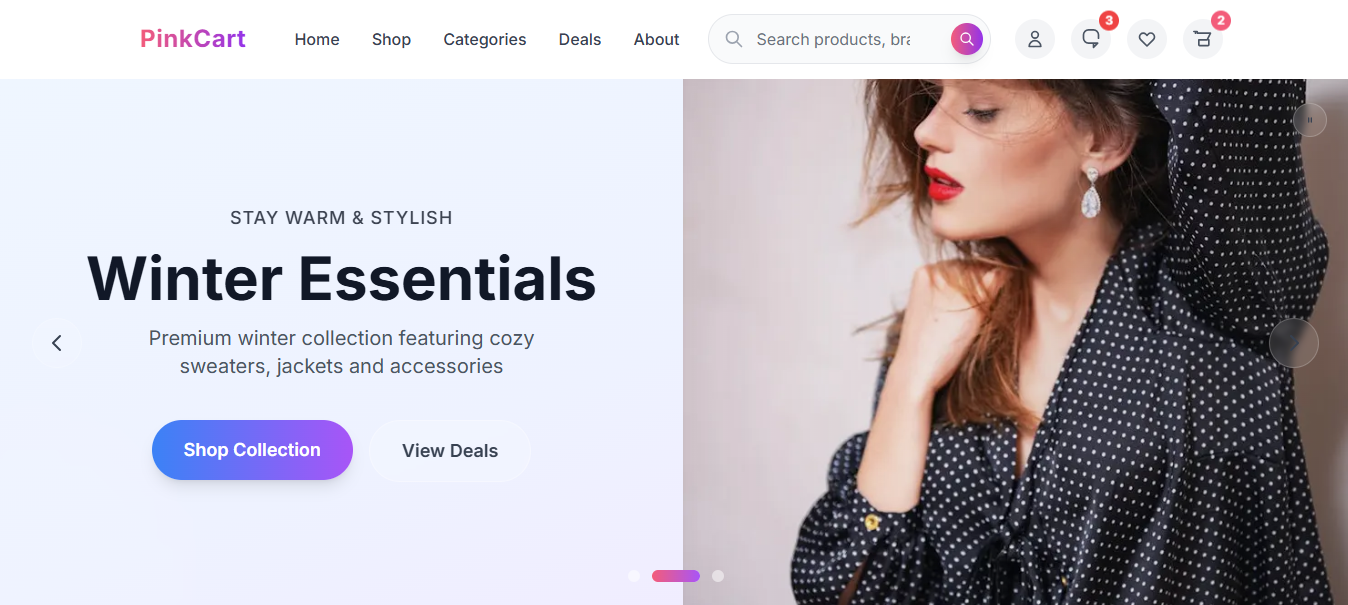 PinkCart
Home
Shop
Categories
Deals
About
Search products, bra
3
2
STAY WARM & STYLISH
Winter Essentials
Premium winter collection featuring cozy
sweaters, jackets and accessories
Shop Collection
View Deals